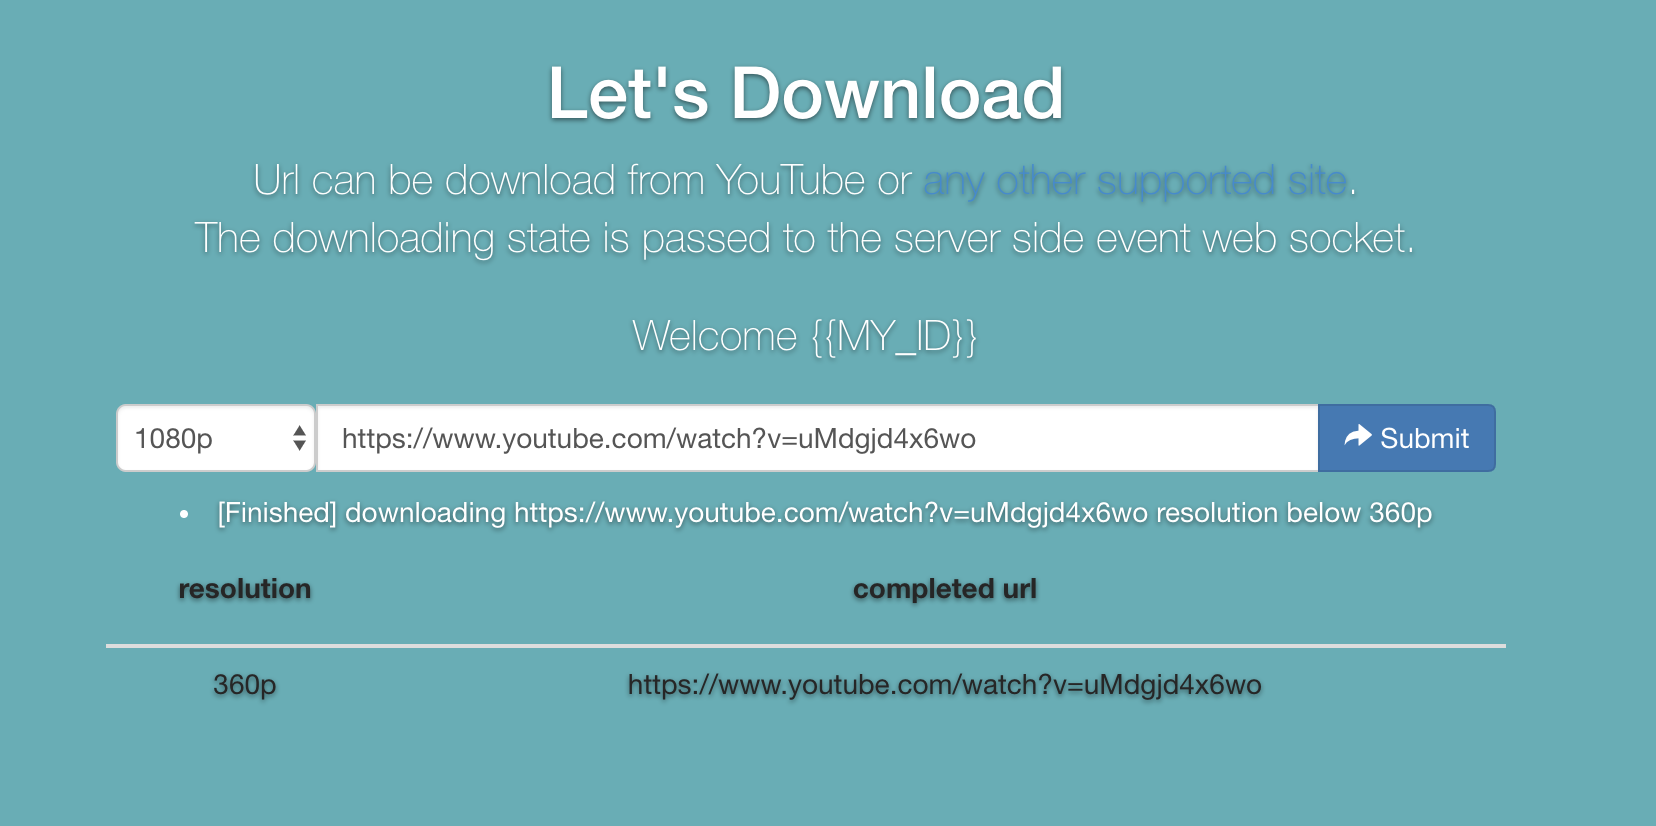 Let's Download
Url can be download from YouTube or any other supported site.
The downloading state is passed to the server side event web socket.
Welcome {{MY_ID}}
1080p https://www.youtube.com/watch?v=uMdgjd4x6wo Submit
• [Finished] downloading https://www.youtube.com/watch?v=uMdgjd4x6wo resolution below 360p
resolution completed url
360p https://www.youtube.com/watch?v=uMdgjd4x6wo